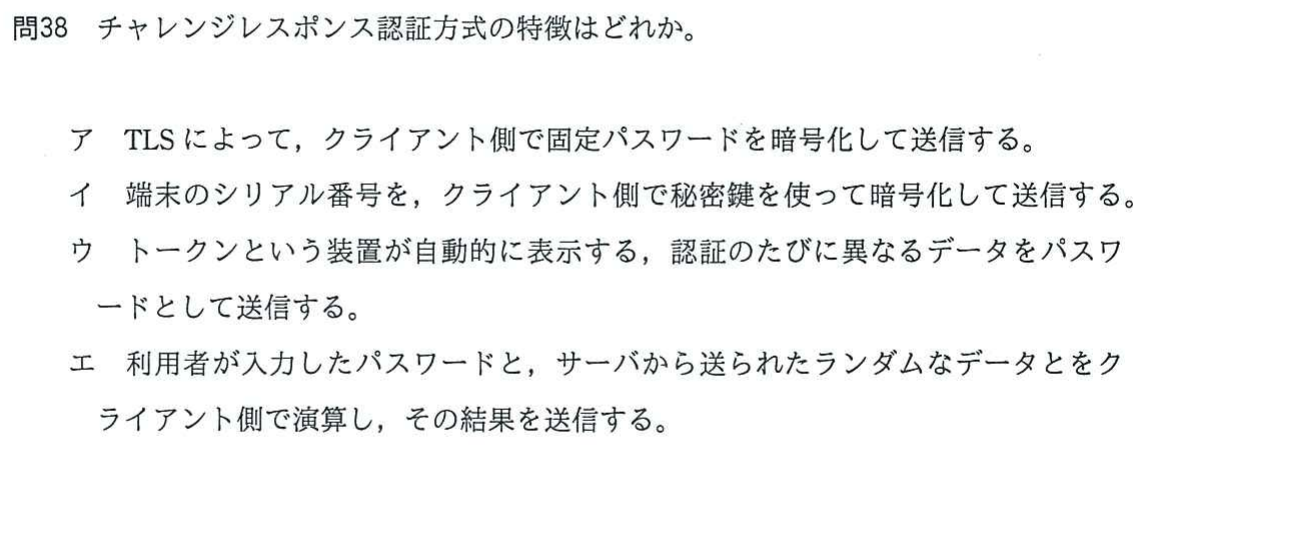 問38 チャレンジレスポンス認証方式の特徴はどれか。
ア TLS によって，クライアント側で固定パスワードを暗号化して送信する。
イ 端末のシリアル番号を，クライアント側で秘密鍵を使って暗号化して送信する。
ウ トークンという装置が自動的に表示する，認証のたびに異なるデータをパスワ
ードとして送信する。
エ 利用者が入力したパスワードと，サーバから送られたランダムなデータとをク
ライアント側で演算し，その結果を送信する。